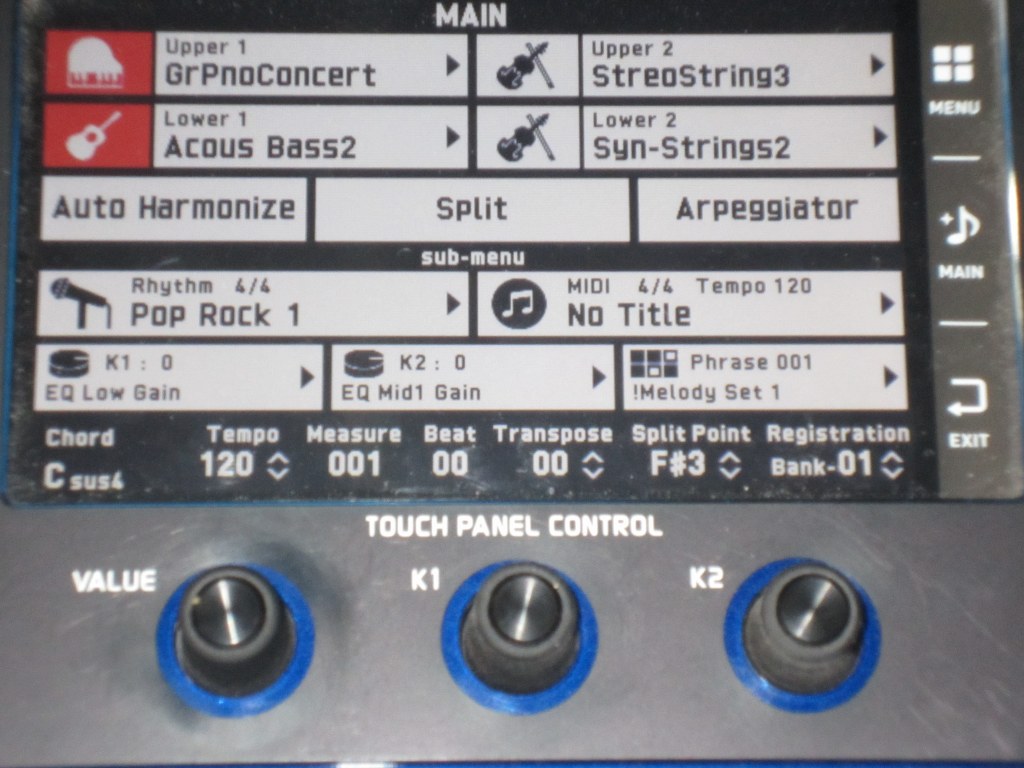 MAIN
Upper 1
GrPnoConcert
Upper 2
StreoString3
MENU
Lower 1
Acous Bass2
Lower 2
Syn-Strings2
Auto Harmonize
Split
Arpeggiator
MAIN
sub-menu
Rhythm 4/4
Pop Rock 1
MIDI 4/4 Tempo 120
No Title
K1 : 0
EQ Low Gain
K2 : 0
EQ Mid1 Gain
Phrase 001
!Melody Set 1
EXIT
Chord Tempo Measure Beat Transpose Split Point Registration
C sus4 120 001 00 00 F#3 Bank-01
TOUCH PANEL CONTROL
VALUE K1 K2